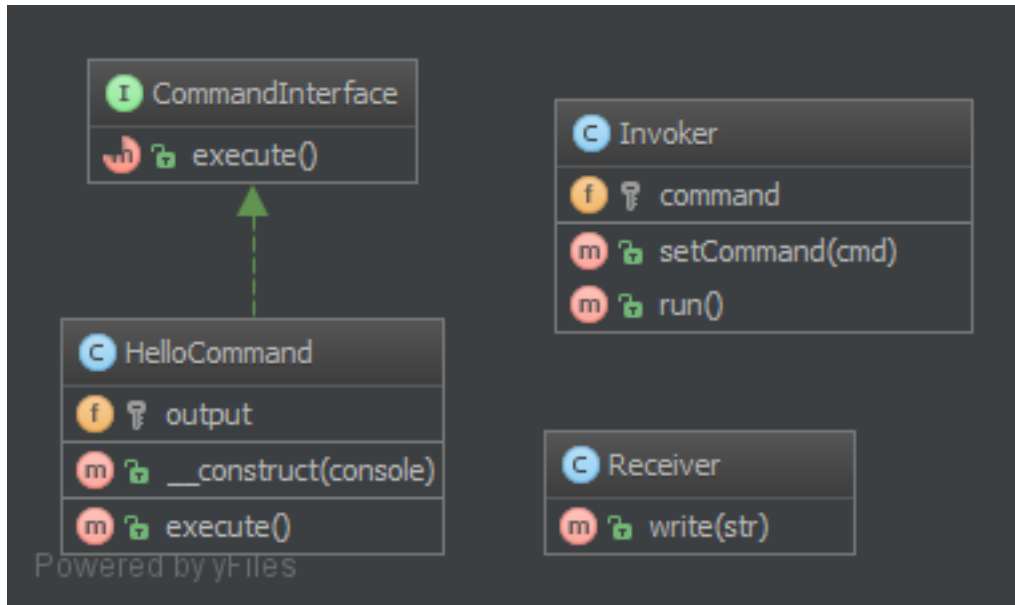 I CommandInterface
m execute()
C HelloCommand
f output
m __construct(console)
m execute()
C Invoker
f command
m setCommand(cmd)
m run()
C Receiver
m write(str)
Powered by yFiles